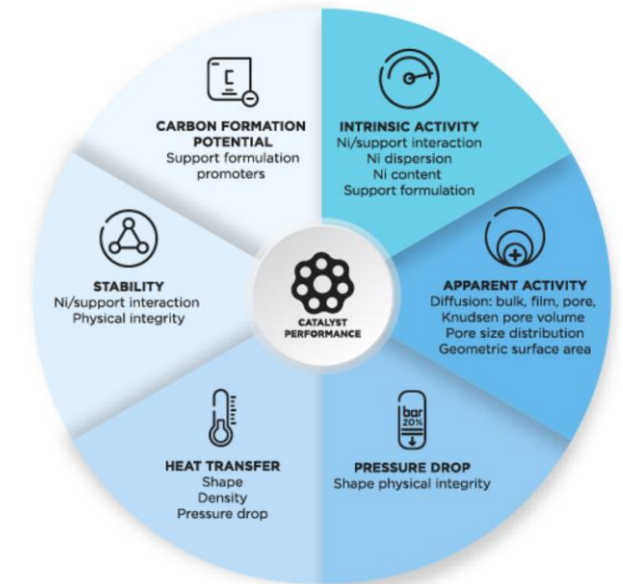 CARBON FORMATION
POTENTIAL
Support formulation
promoters
INTRINSIC ACTIVITY
Ni/support interaction
Ni dispersion
Ni content
Support formulation
STABILITY
Ni/support interaction
Physical integrity
CATALYST
PERFORMANCE
APPARENT ACTIVITY
Diffusion: bulk, film, pore,
Knudsen pore volume
Pore size distribution
Geometric surface area
HEAT TRANSFER
Shape
Density
Pressure drop
bar
20%
PRESSURE DROP
Shape physical integrity